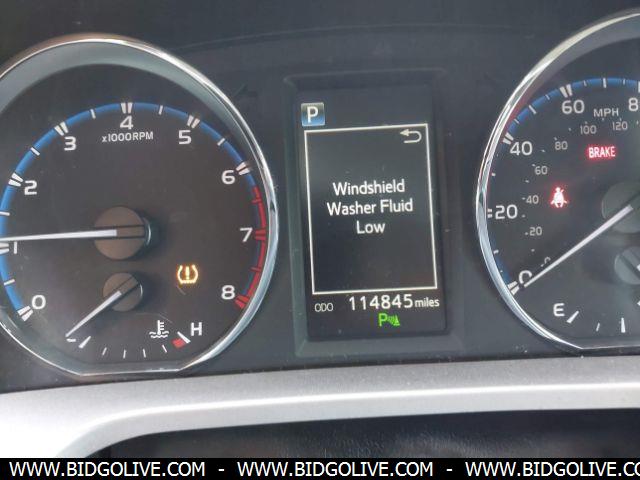 0
1
2
3
4
5
6
7
8
x1000RPM
H
P
Windshield
Washer Fluid
Low
ODO 114845 miles
P
0
20
40
60
80
MPH
20
40
60
80
100
120
BRAKE
E
WWW.BIDGOLIVE.COM - WWW.BIDGOLIVE.COM - WWW.BIDGOLIVE.COM